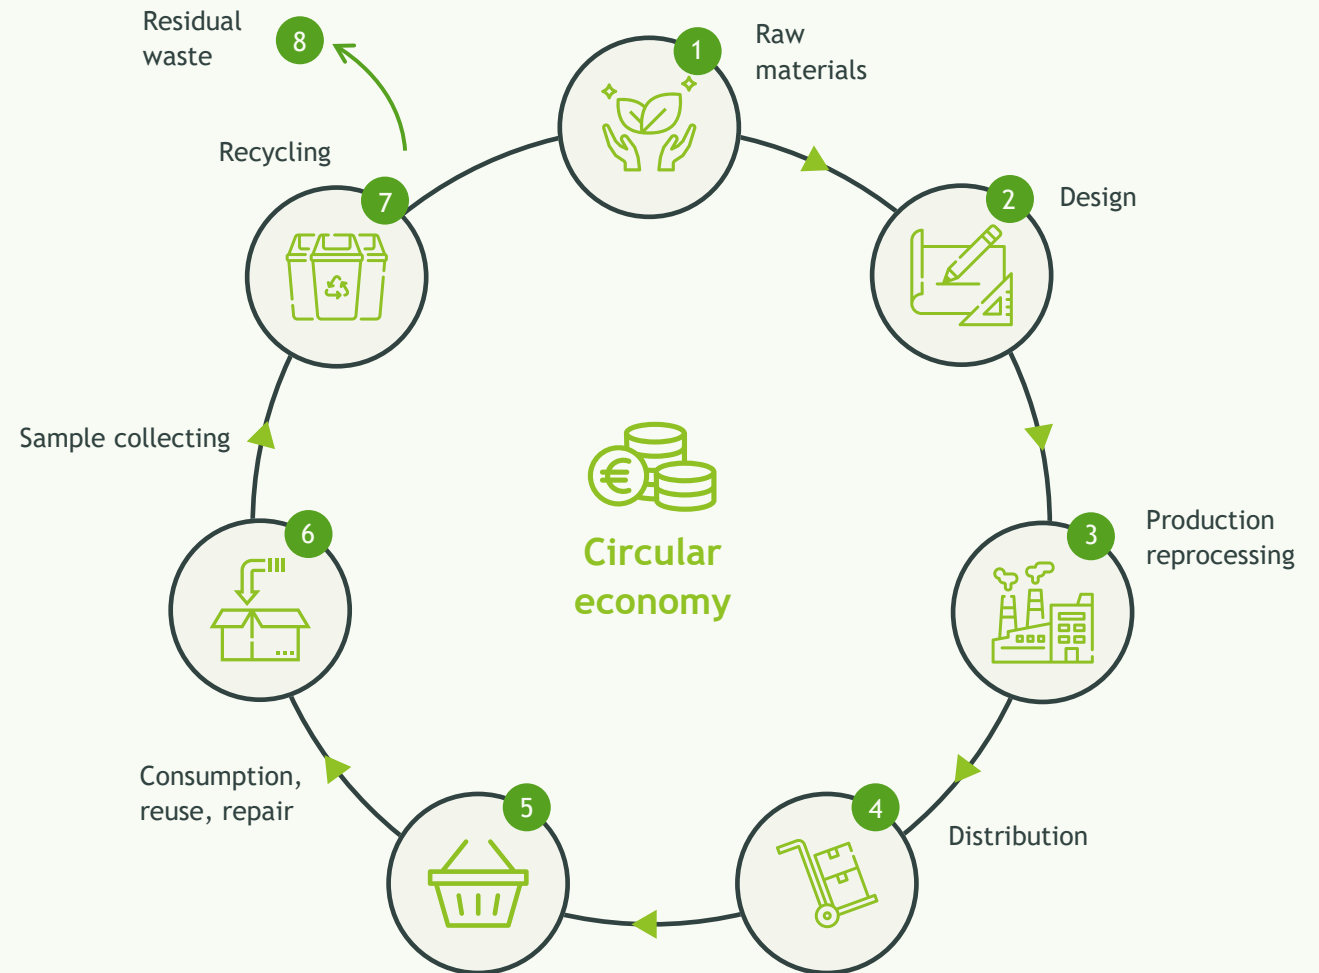 Residual
waste
8
1
Raw
materials
Recycling
7
2
Design
Sample collecting
6
Circular
economy
3
Production
reprocessing
Consumption,
reuse, repair
5
4
Distribution